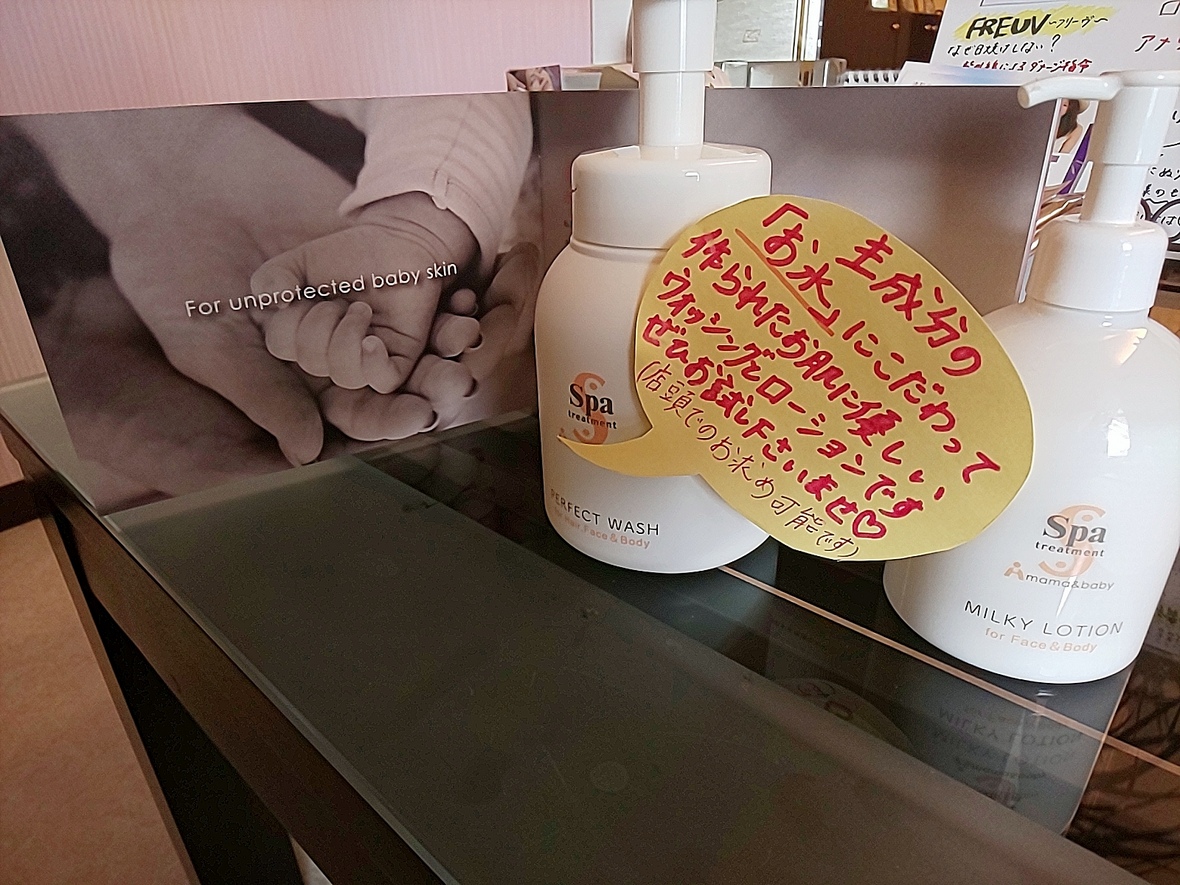 FREUV 〜フリーヴ〜
なぜ日焼けしない？
For unprotected baby skin
主成分の
「お水」にこだわって
作られたお肌に優しい
ウォッシングとローションです
ぜひお試し下さいませ♡
(店頭でのお求め可能です)
Spa
treatment
PERFECT WASH
for Hair, Face & Body
Spa
treatment
mama&baby
MILKY LOTION
for Face & Body